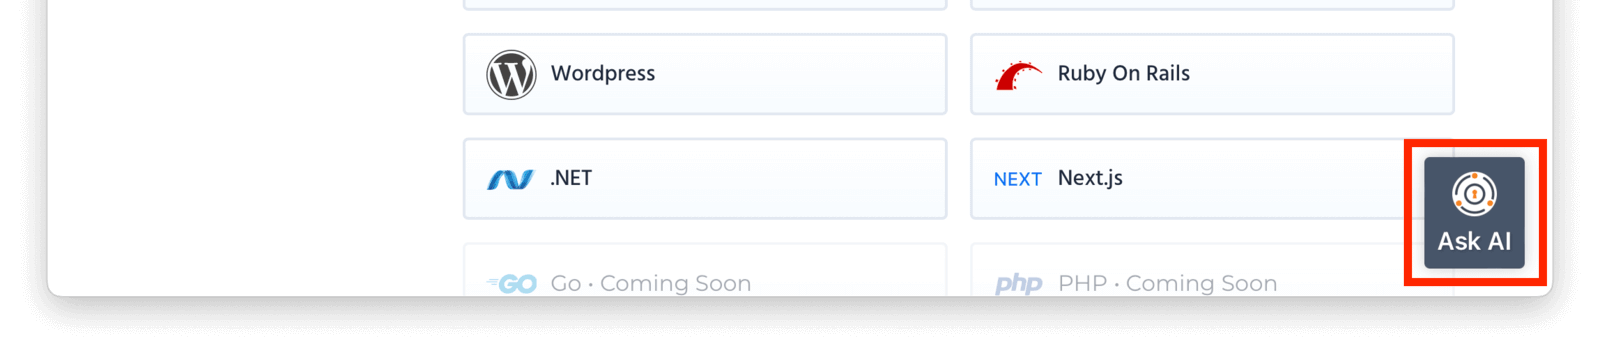 Wordpress
Ruby On Rails
.NET
NEXT Next.js
Ask AI
GO Go • Coming Soon
php PHP • Coming Soon